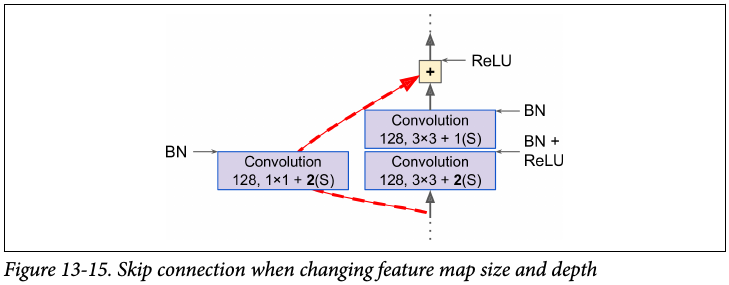 ReLU
+
BN
Convolution
128, 3×3 + 1(S)
BN +
ReLU
BN
Convolution
128, 1×1 + 2(S)
Convolution
128, 3×3 + 2(S)
Figure 13-15. Skip connection when changing feature map size and depth